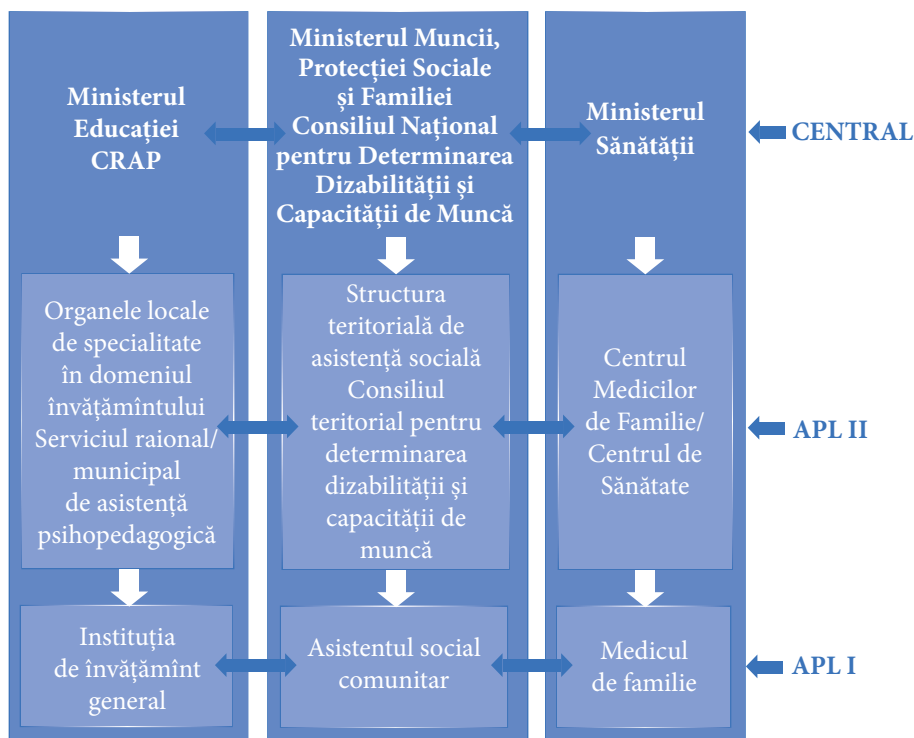 Ministerul
Educației
CRAP
Ministerul Muncii,
Protecției Sociale
și Familiei
Consiliul Național
pentru Determinarea
Dizabilității și
Capacității de Muncă
Ministerul
Sănătății
CENTRAL
Organele locale
de specialitate
în domeniul
învățămîntului
Serviciul raional/
municipal
de asistență
psihopedagogică
Structura
teritorială de
asistență socială
Consiliul
teritorial pentru
determinarea
dizabilității și
capacității de
muncă
Centrul
Medicilor
de Familie/
Centrul de
Sănătate
APL II
Instituția
de învățămînt
general
Asistentul social
comunitar
Medicul
de familie
APL I